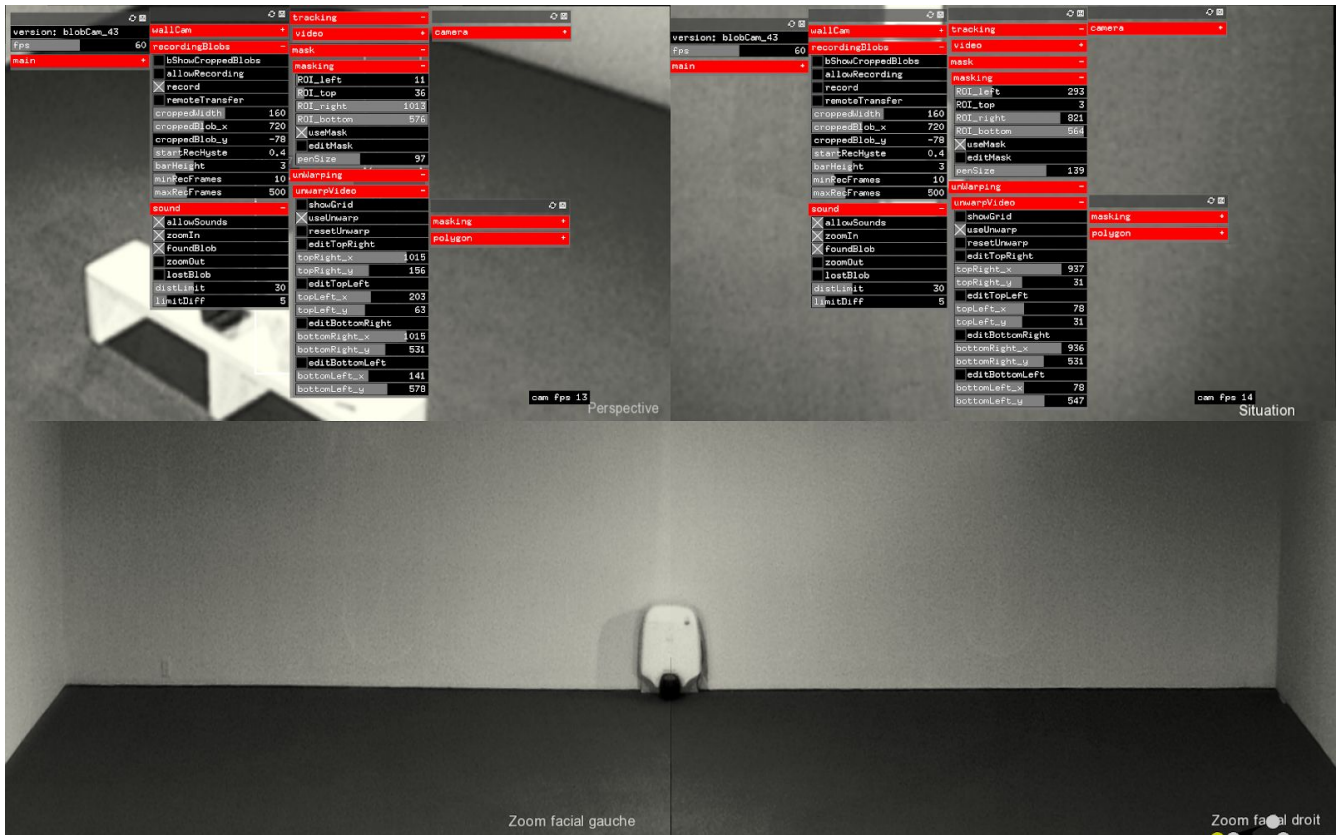 version: blobCam_43
fps 60
main +
wallCam +
recordingBlobs -
bShowCroppedBlobs
allowRecording
record
remoteTransfer
croppedWidth 160
croppedBlob_x 720
croppedBlob_y -78
startRecHyste 0.4
barHeight 3
minRecFrames 10
maxRecFrames 500
sound -
allowSounds
zoomIn
foundBlob
zoomOut
lostBlob
distLimit 30
limitDiff 5
tracking -
video -
mask -
masking -
ROI_left 11
ROI_top 36
ROI_right 1013
ROI_bottom 576
useMask
editMask
penSize 97
unWarping -
unwarpVideo -
showGrid
useUnwarp
resetUnwarp
editTopRight
topRight_x 1015
topRight_y 156
editTopLeft
topLeft_x 203
topLeft_y 63
editBottomRight
bottomRight_x 1015
bottomRight_y 531
editBottomLeft
bottomLeft_x 141
bottomLeft_y 578
camera +
masking +
polygon +
cam fps 13
Perspective
version: blobCam_43
fps 60
main +
wallCam +
recordingBlobs -
bShowCroppedBlobs
allowRecording
record
remoteTransfer
croppedWidth 160
croppedBlob_x 720
croppedBlob_y -78
startRecHyste 0.4
barHeight 3
minRecFrames 10
maxRecFrames 500
sound -
allowSounds
zoomIn
foundBlob
zoomOut
lostBlob
distLimit 30
limitDiff 5
tracking -
video +
mask -
masking -
ROI_left 293
ROI_top 3
ROI_right 821
ROI_bottom 564
useMask
editMask
penSize 139
unWarping -
unwarpVideo -
showGrid
useUnwarp
resetUnwarp
editTopRight
topRight_x 937
topRight_y 31
editTopLeft
topLeft_x 78
topLeft_y 31
editBottomRight
bottomRight_x 936
bottomRight_y 531
editBottomLeft
bottomLeft_x 78
bottomLeft_y 547
camera +
masking +
polygon +
cam fps 14
Situation
Zoom facial gauche
Zoom facial droit